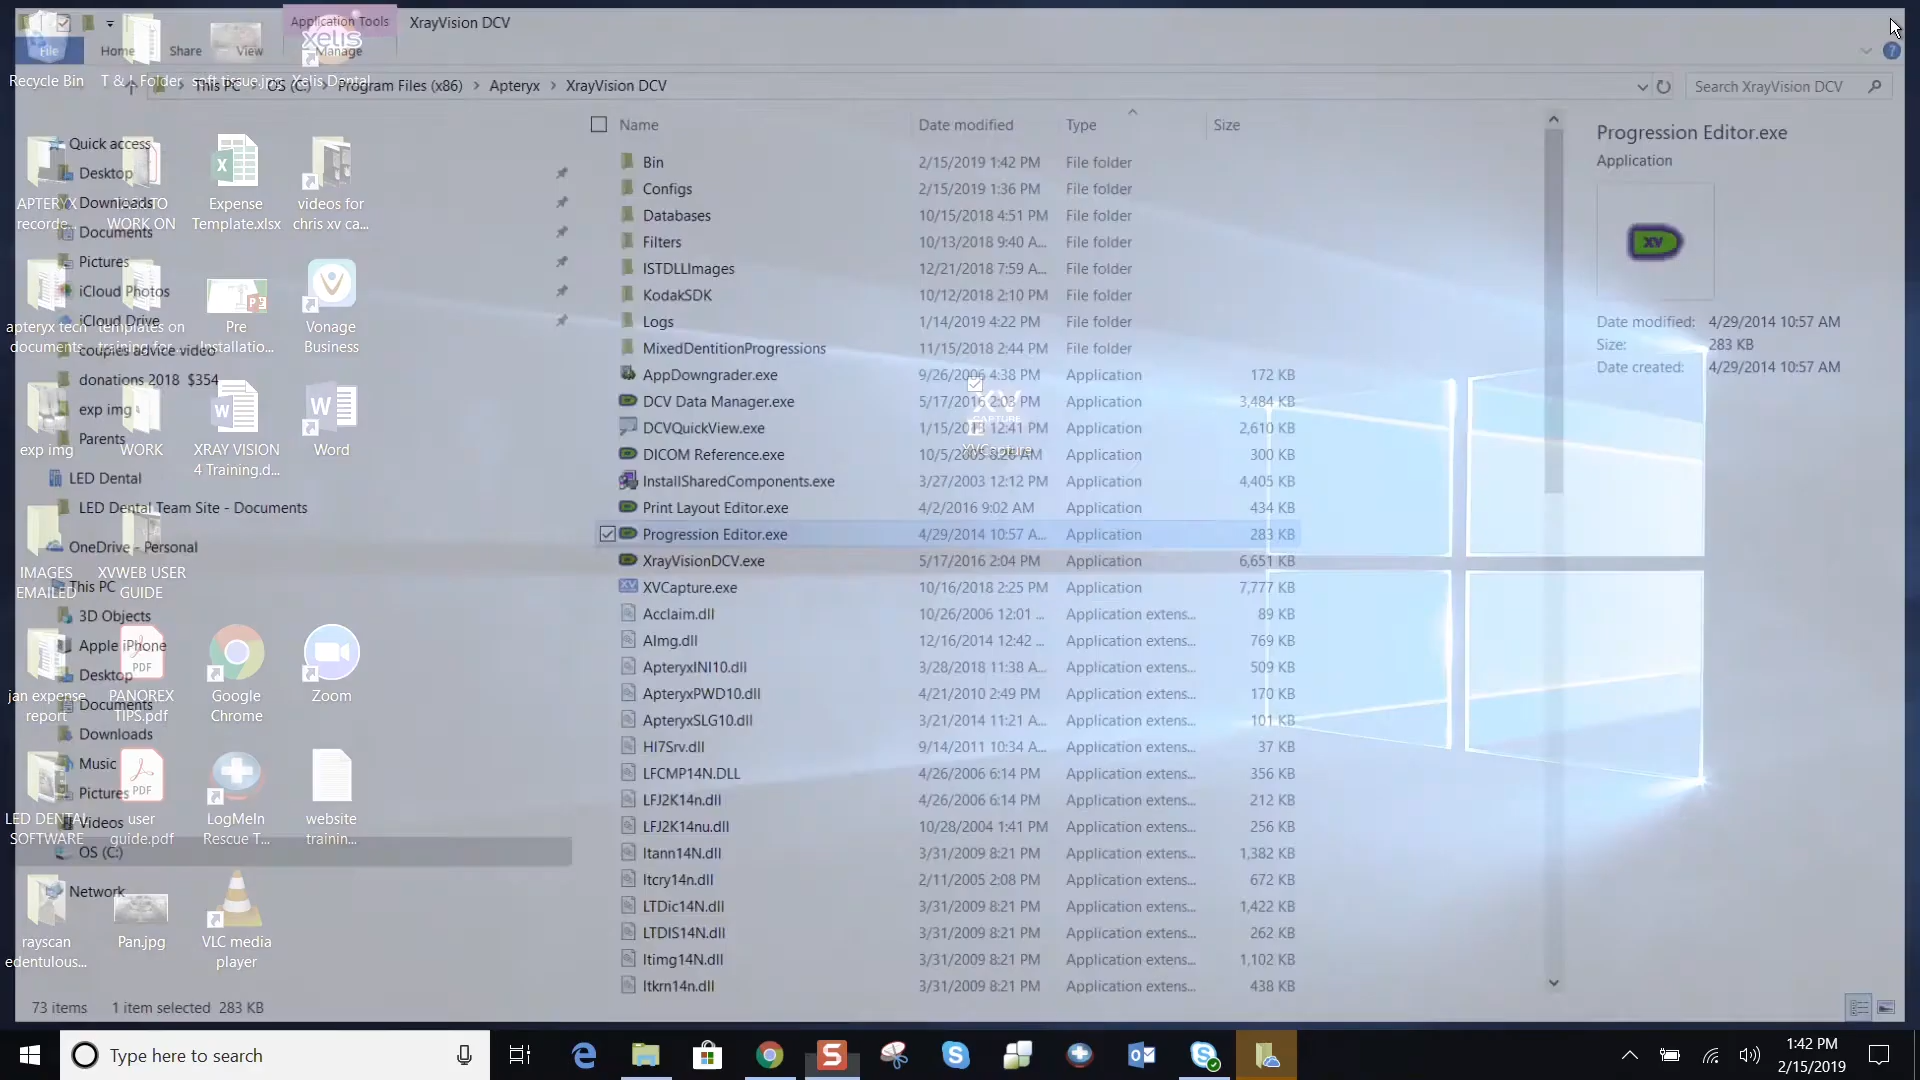 Application Tools
XrayVision DCV
File
Home
Share
View
Manage
xelis
Recycle Bin
T & L Folder
soft tissue.jpg
Xelis Dental
This PC
OS (C:)
Program Files (x86)
Apteryx
XrayVision DCV
Search XrayVision DCV
Name
Date modified
Type
Size
Bin 2/15/2019 1:42 PM File folder
Configs 2/15/2019 1:36 PM File folder
Databases 10/15/2018 4:51 PM File folder
Filters 10/13/2018 9:40 A... File folder
ISTDLLImages 12/21/2018 7:59 A... File folder
KodakSDK 10/12/2018 2:10 PM File folder
Logs 1/14/2019 4:22 PM File folder
MixedDentitionProgressions 11/15/2018 2:44 PM File folder
AppDowngrader.exe 9/26/2006 4:38 PM Application 172 KB
DCV Data Manager.exe 5/17/2016 2:03 PM Application 3,484 KB
DCVQuickView.exe 12:41 PM Application 2,610 KB
DICOM Reference.exe Application 300 KB
InstallSharedComponents.exe 3/27/2003 12:12 PM Application 4,405 KB
Print Layout Editor.exe 4/2/2016 9:02 AM Application 434 KB
Progression Editor.exe 4/29/2014 10:57 A... Application 283 KB
XrayVisionDCV.exe 5/17/2016 2:04 PM Application 6,651 KB
XVCapture.exe 10/16/2018 2:25 PM Application 7,777 KB
Acclaim.dll 10/26/2006 12:01 ... Application extens... 89 KB
AImg.dll 12/16/2014 12:42 ... Application extens... 769 KB
ApteryxINI10.dll 3/28/2018 11:38 A... Application extens... 509 KB
ApteryxPWD10.dll 4/21/2010 2:49 PM Application extens... 170 KB
ApteryxSLG10.dll 3/21/2014 11:21 A... Application extens... 101 KB
HI7Srv.dll 9/14/2011 10:34 A... Application extens... 37 KB
LFCMP14N.DLL 4/26/2006 6:14 PM Application extens... 356 KB
LFJ2K14n.dll 4/26/2006 6:14 PM Application extens... 212 KB
LFJ2K14nu.dll 10/28/2004 1:41 PM Application extens... 256 KB
ltann14N.dll 3/31/2009 8:21 PM Application extens... 1,382 KB
ltcry14n.dll 2/11/2005 2:08 PM Application extens... 672 KB
LTDic14N.dll 3/31/2009 8:21 PM Application extens... 1,422 KB
LTDIS14N.dll 3/31/2009 8:21 PM Application extens... 262 KB
ltimg14N.dll 3/31/2009 8:21 PM Application extens... 1,102 KB
ltkrn14n.dll 3/31/2009 8:21 PM Application extens... 438 KB
XV
CAPTURE
XVCapture
Progression Editor.exe
Application
XV
Date modified: 4/29/2014 10:57 AM
Size: 283 KB
Date created: 4/29/2014 10:57 AM
Quick access
Desktop
Downloads
Documents
Pictures
iCloud Photos
iCloud Drive
couples advice video
donations 2018 $354
exp img
Parents
LED Dental
LED Dental Team Site - Documents
OneDrive - Personal
This PC
3D Objects
Apple iPhone
Desktop
Documents
Downloads
Music
Pictures
Videos
OS (C:)
Network
APTERYX
recorde...
TO
WORK ON
Expense
Template.xlsx
videos for
chris xv ca...
apteryx tech
documents
templates on
training for
Pre
Installatio...
Vonage
Business
exp img
WORK
XRAY VISION
4 Training.d...
Word
IMAGES
EMAILED
XVWEB USER
GUIDE
jan expense
report
PDF
PANOREX
TIPS.pdf
Google
Chrome
Zoom
LED DENTAL
SOFTWARE
PDF
user
guide.pdf
LogMeIn
Rescue T...
website
trainin...
rayscan
edentulous...
Pan.jpg
VLC media
player
73 items
1 item selected 283 KB
Type here to search
1:42 PM
2/15/2019